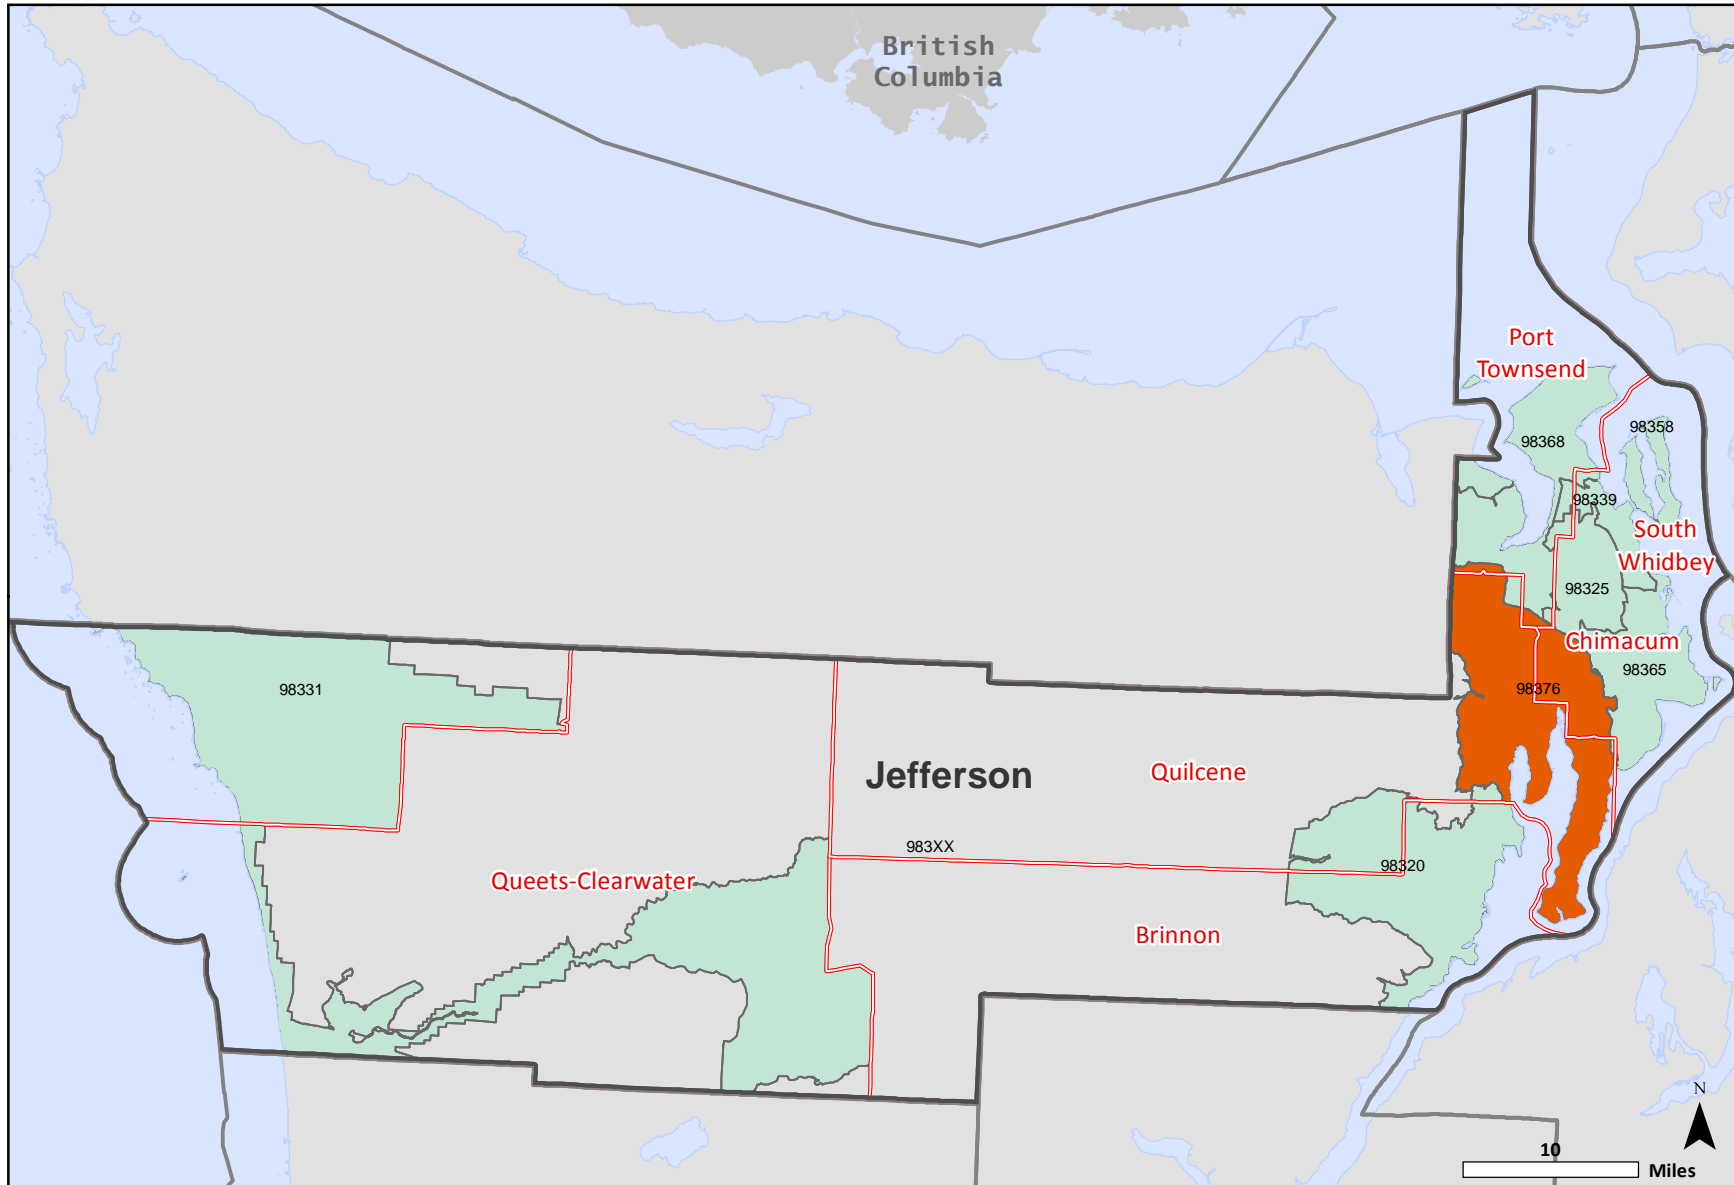 British
Columbia
Port
Townsend
98358
98368
98339
South
Whidbey
98325
Chimacum
98365
98331
98376
Jefferson
Quilcene
983XX
98320
Queets-Clearwater
Brinnon
N
10
Miles